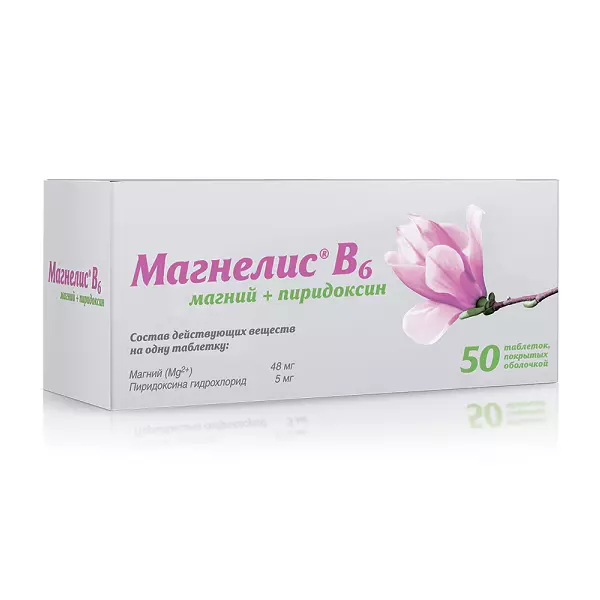 Магнелис® B6
магний + пиридоксин
Магнелис® B6
магний + пиридоксин
Состав действующих веществ
на одну таблетку:
Магний (Mg2+) 48 мг
Пиридоксина гидрохлорид 5 мг
50 таблеток,
покрытых
оболочкой